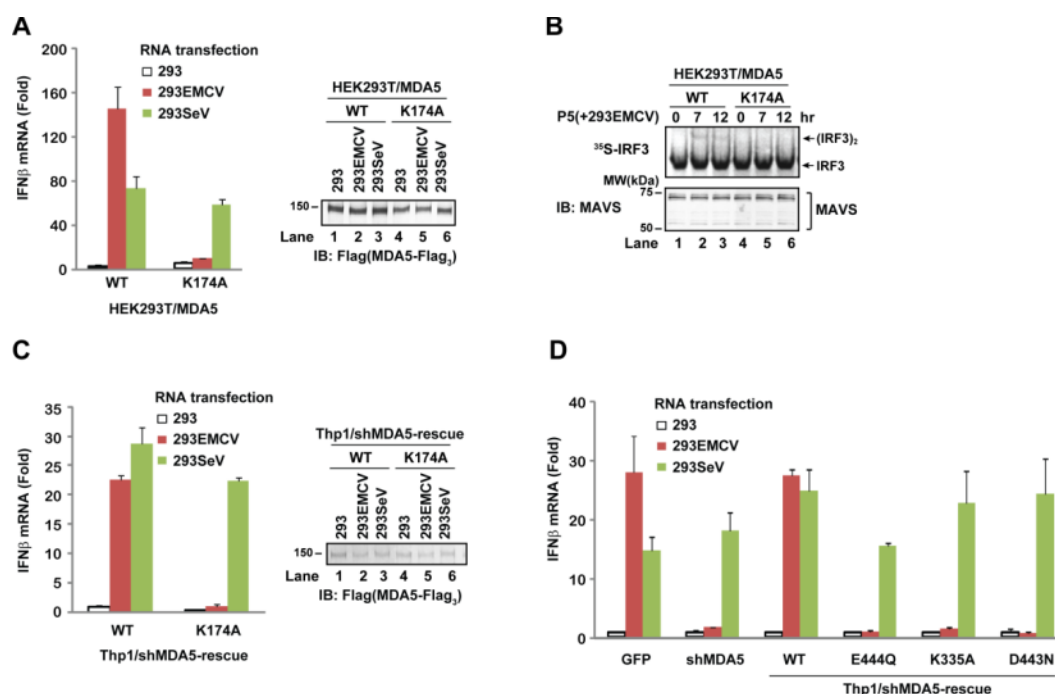 A
RNA transfection
293
293EMCV
293SeV
IFNβ mRNA (Fold)
200
160
120
80
40
0
WT K174A
HEK293T/MDA5
HEK293T/MDA5
WT K174A
293 293EMCV 293SeV 293 293EMCV 293SeV
150
Lane 1 2 3 4 5 6
IB: Flag(MDA5-Flag3)
B
HEK293T/MDA5
WT K174A
P5(+293EMCV) 0 7 12 0 7 12 hr
35S-IRF3
(IRF3)2
IRF3
MW(kDa)
75
IB: MAVS
MAVS
50
Lane 1 2 3 4 5 6
C
RNA transfection
293
293EMCV
293SeV
IFNβ mRNA (Fold)
35
30
25
20
15
10
5
0
WT K174A
Thp1/shMDA5-rescue
Thp1/shMDA5-rescue
WT K174A
293 293EMCV 293SeV 293 293EMCV 293SeV
150
Lane 1 2 3 4 5 6
IB: Flag(MDA5-Flag3)
D
RNA transfection
293
293EMCV
293SeV
IFNβ mRNA (Fold)
40
30
20
10
0
GFP shMDA5 WT E444Q K335A D443N
Thp1/shMDA5-rescue